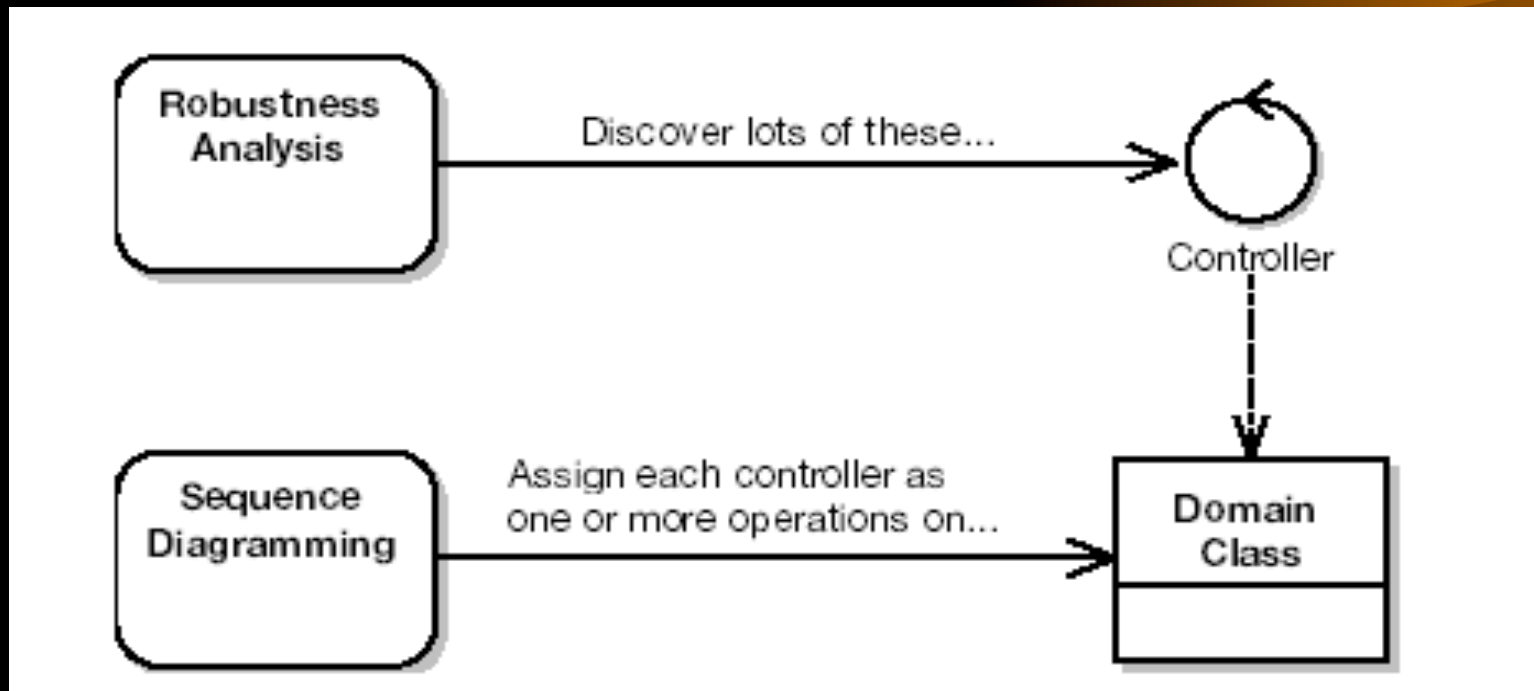 Robustness
Analysis
Discover lots of these...
Controller
Sequence
Diagramming
Assign each controller as
one or more operations on...
Domain
Class